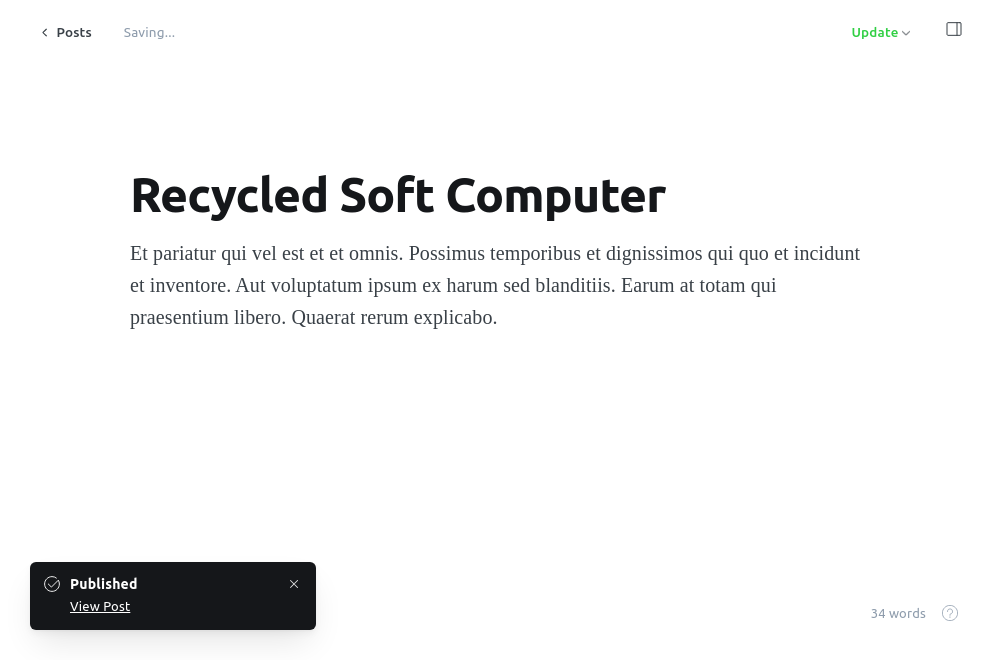 Posts
Saving...
Update
Recycled Soft Computer
Et pariatur qui vel est et et omnis. Possimus temporibus et dignissimos qui quo et incidunt
et inventore. Aut voluptatum ipsum ex harum sed blanditiis. Earum at totam qui
praesentium libero. Quaerat rerum explicabo.
Published
View Post
34 words
?